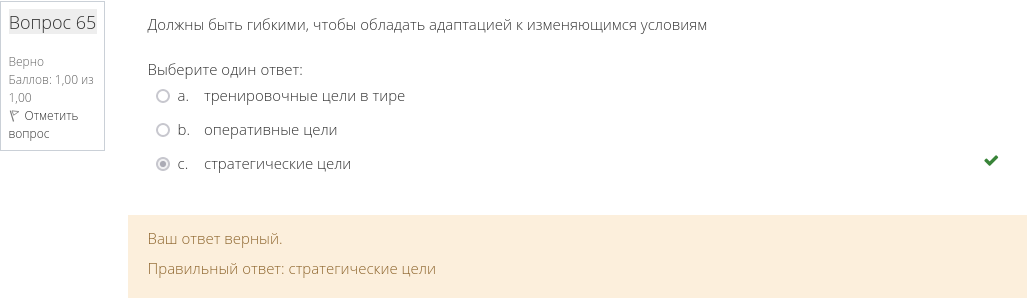 Вопрос 65
Верно
Баллов: 1,00 из
1,00
Отметить
вопрос
Должны быть гибкими, чтобы обладать адаптацией к изменяющимся условиям
Выберите один ответ:
a. тренировочные цели в тире
b. оперативные цели
c. стратегические цели
Ваш ответ верный.
Правильный ответ: стратегические цели